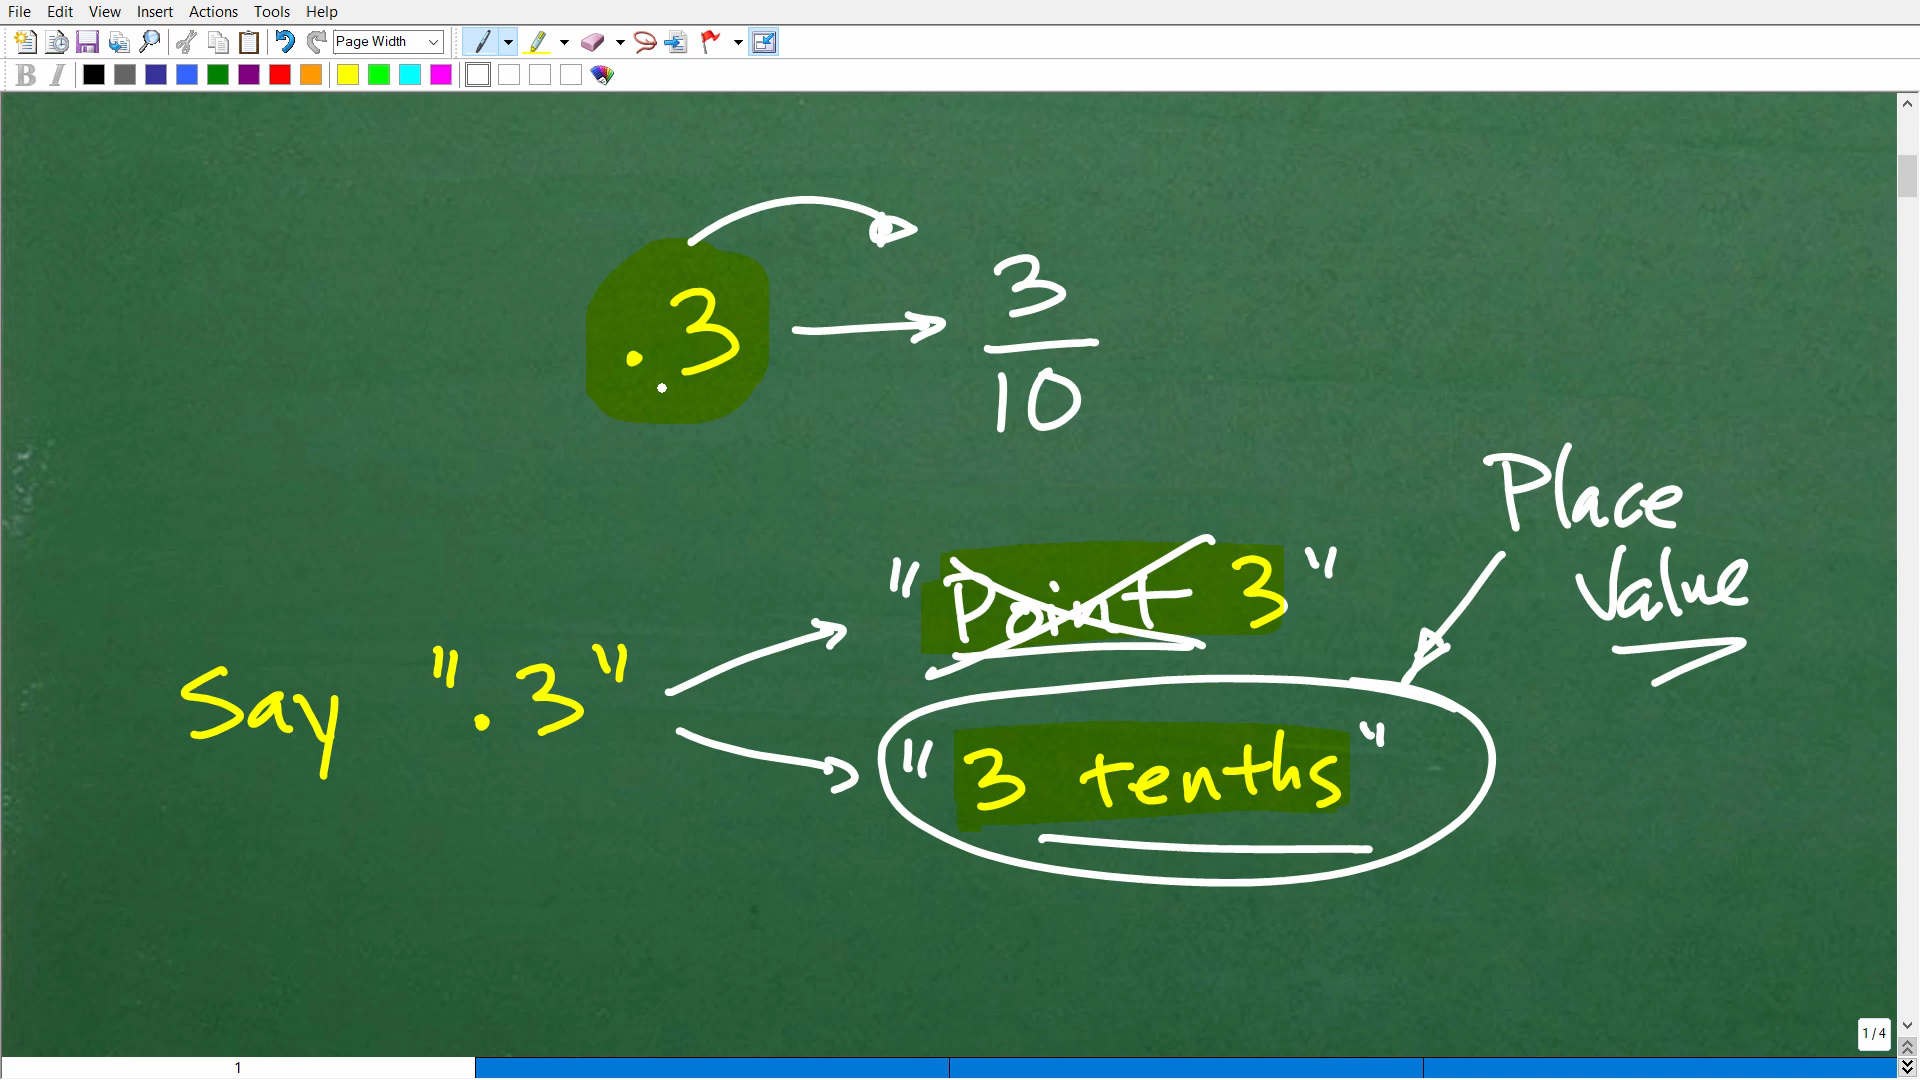 File Edit View Insert Actions Tools Help
Page Width
B I
.3 → 3/10
Place
Value
" Point 3 "
Say " .3 "
" 3 tenths "
1 / 4
1